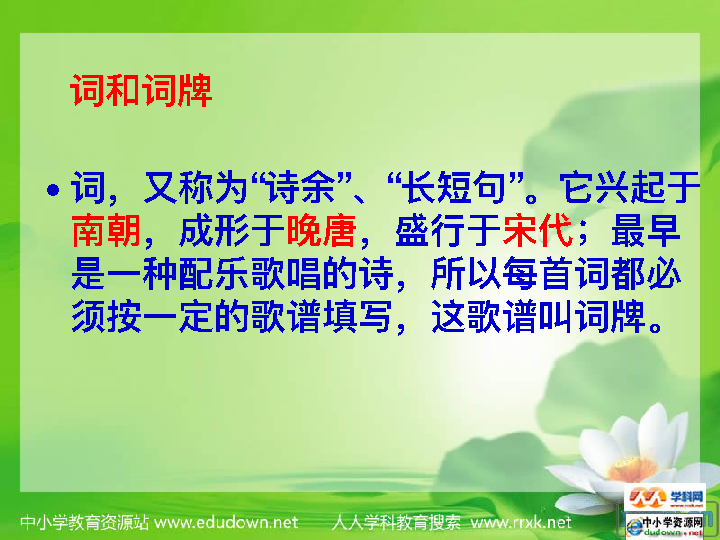 词和词牌
• 词，又称为“诗余”、“长短句”。它兴起于
南朝，成形于晚唐，盛行于宋代；最早
是一种配乐歌唱的诗，所以每首词都必
须按一定的歌谱填写，这歌谱叫词牌。
中小学教育资源站 www.edudown.net 人人学科教育搜索 www.rrxk.net
学科网
www.rrxk.net
中小学资源网
edudown.net